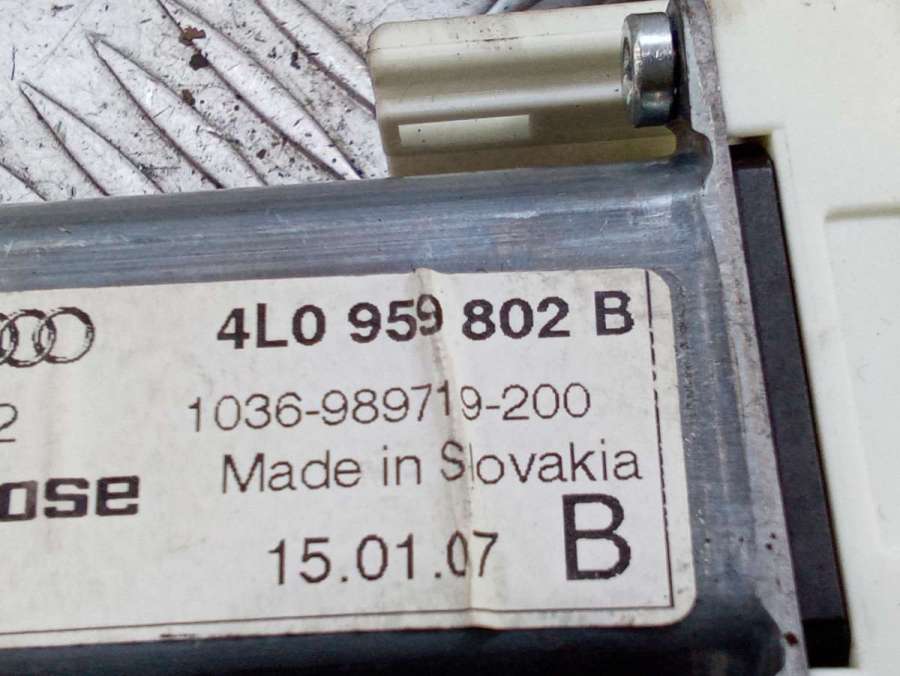 4L0 959 802 B
2
1036-989719-200
Made in Slovakia
ose
15.01.07
B